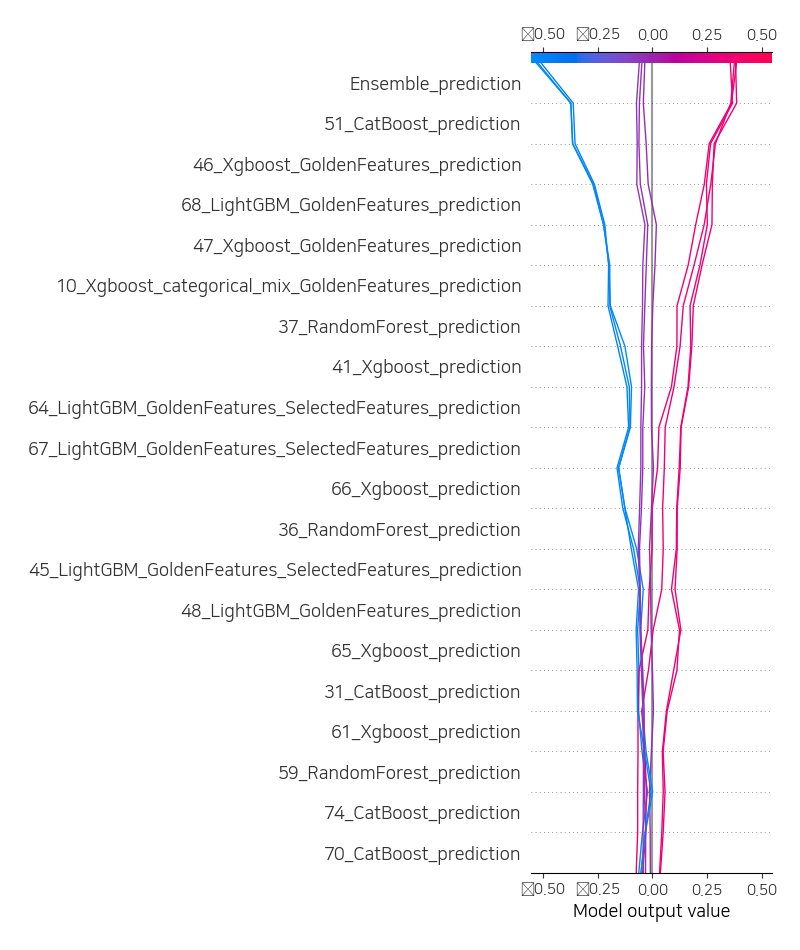 ▯0.50 ▯0.25 0.00 0.25 0.50
Ensemble_prediction
51_CatBoost_prediction
46_Xgboost_GoldenFeatures_prediction
68_LightGBM_GoldenFeatures_prediction
47_Xgboost_GoldenFeatures_prediction
10_Xgboost_categorical_mix_GoldenFeatures_prediction
37_RandomForest_prediction
41_Xgboost_prediction
64_LightGBM_GoldenFeatures_SelectedFeatures_prediction
67_LightGBM_GoldenFeatures_SelectedFeatures_prediction
66_Xgboost_prediction
36_RandomForest_prediction
45_LightGBM_GoldenFeatures_SelectedFeatures_prediction
48_LightGBM_GoldenFeatures_prediction
65_Xgboost_prediction
31_CatBoost_prediction
61_Xgboost_prediction
59_RandomForest_prediction
74_CatBoost_prediction
70_CatBoost_prediction
▯0.50 ▯0.25 0.00 0.25 0.50
Model output value